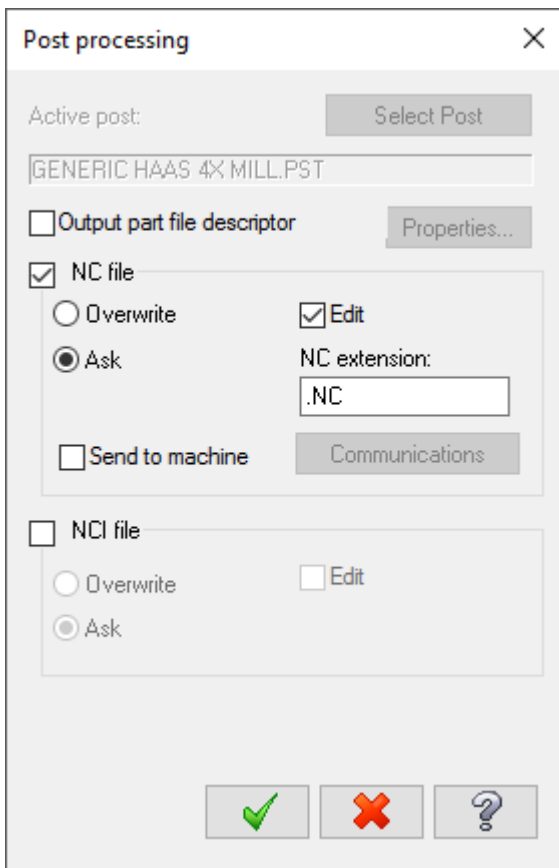 Post processing
Active post:
Select Post
GENERIC HAAS 4X MILL.PST
Output part file descriptor
Properties...
NC file
Overwrite
Edit
Ask
NC extension:
.NC
Send to machine
Communications
NCI file
Overwrite
Edit
Ask